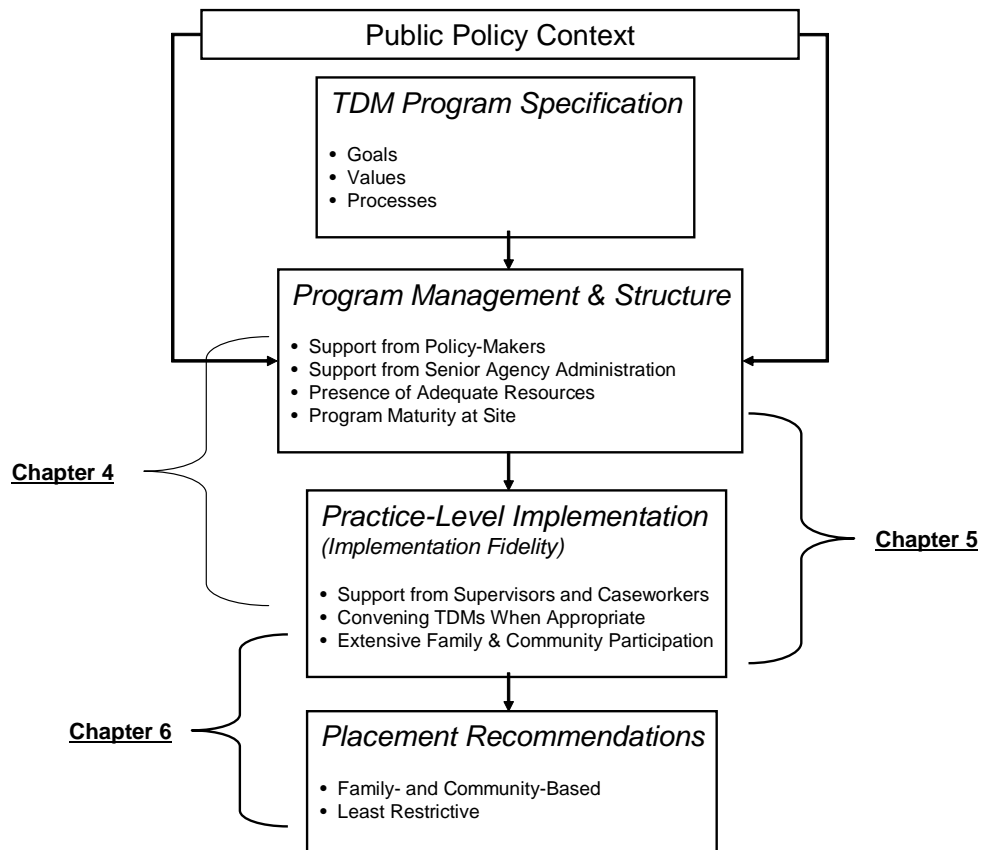 Public Policy Context
TDM Program Specification
• Goals
• Values
• Processes
Program Management & Structure
• Support from Policy-Makers
• Support from Senior Agency Administration
• Presence of Adequate Resources
• Program Maturity at Site
Chapter 4
Practice-Level Implementation
(Implementation Fidelity)
• Support from Supervisors and Caseworkers
• Convening TDMs When Appropriate
• Extensive Family & Community Participation
Chapter 5
Chapter 6
Placement Recommendations
• Family- and Community-Based
• Least Restrictive